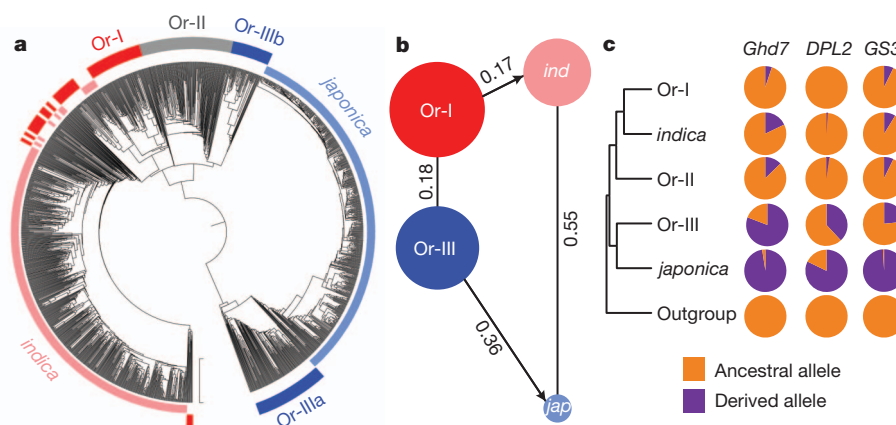 a
Or-I
Or-II
Or-IIIb
japonica
indica
Or-IIIa
b
Or-I
0.17
ind
0.18
Or-III
0.55
0.36
jap
c
Ghd7 DPL2 GS3
Or-I
indica
Or-II
Or-III
japonica
Outgroup
Ancestral allele
Derived allele